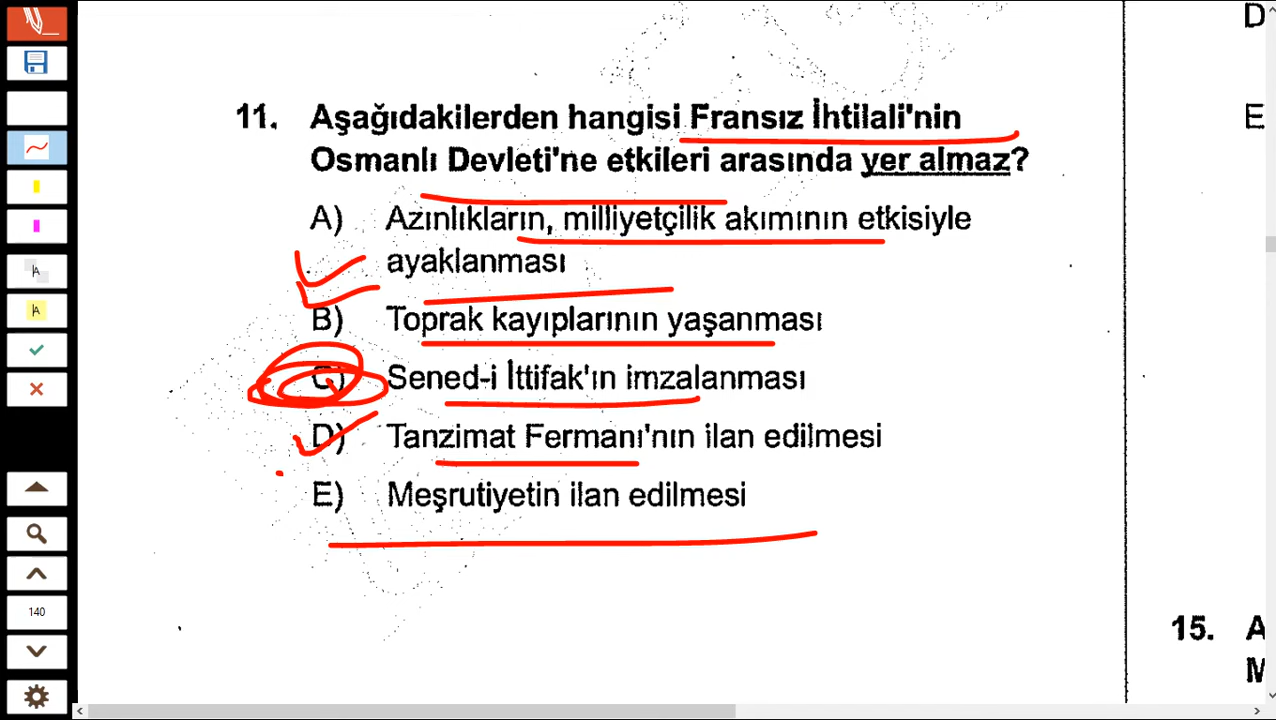 11. Aşağıdakilerden hangisi Fransız İhtilali'nin
Osmanlı Devleti'ne etkileri arasında yer almaz?
A) Azınlıkların, milliyetçilik akımının etkisiyle
ayaklanması
B) Toprak kayıplarının yaşanması
C) Sened-i İttifak'ın imzalanması
D) Tanzimat Fermanı'nın ilan edilmesi
E) Meşrutiyetin ilan edilmesi
140
D
E
15. A
M